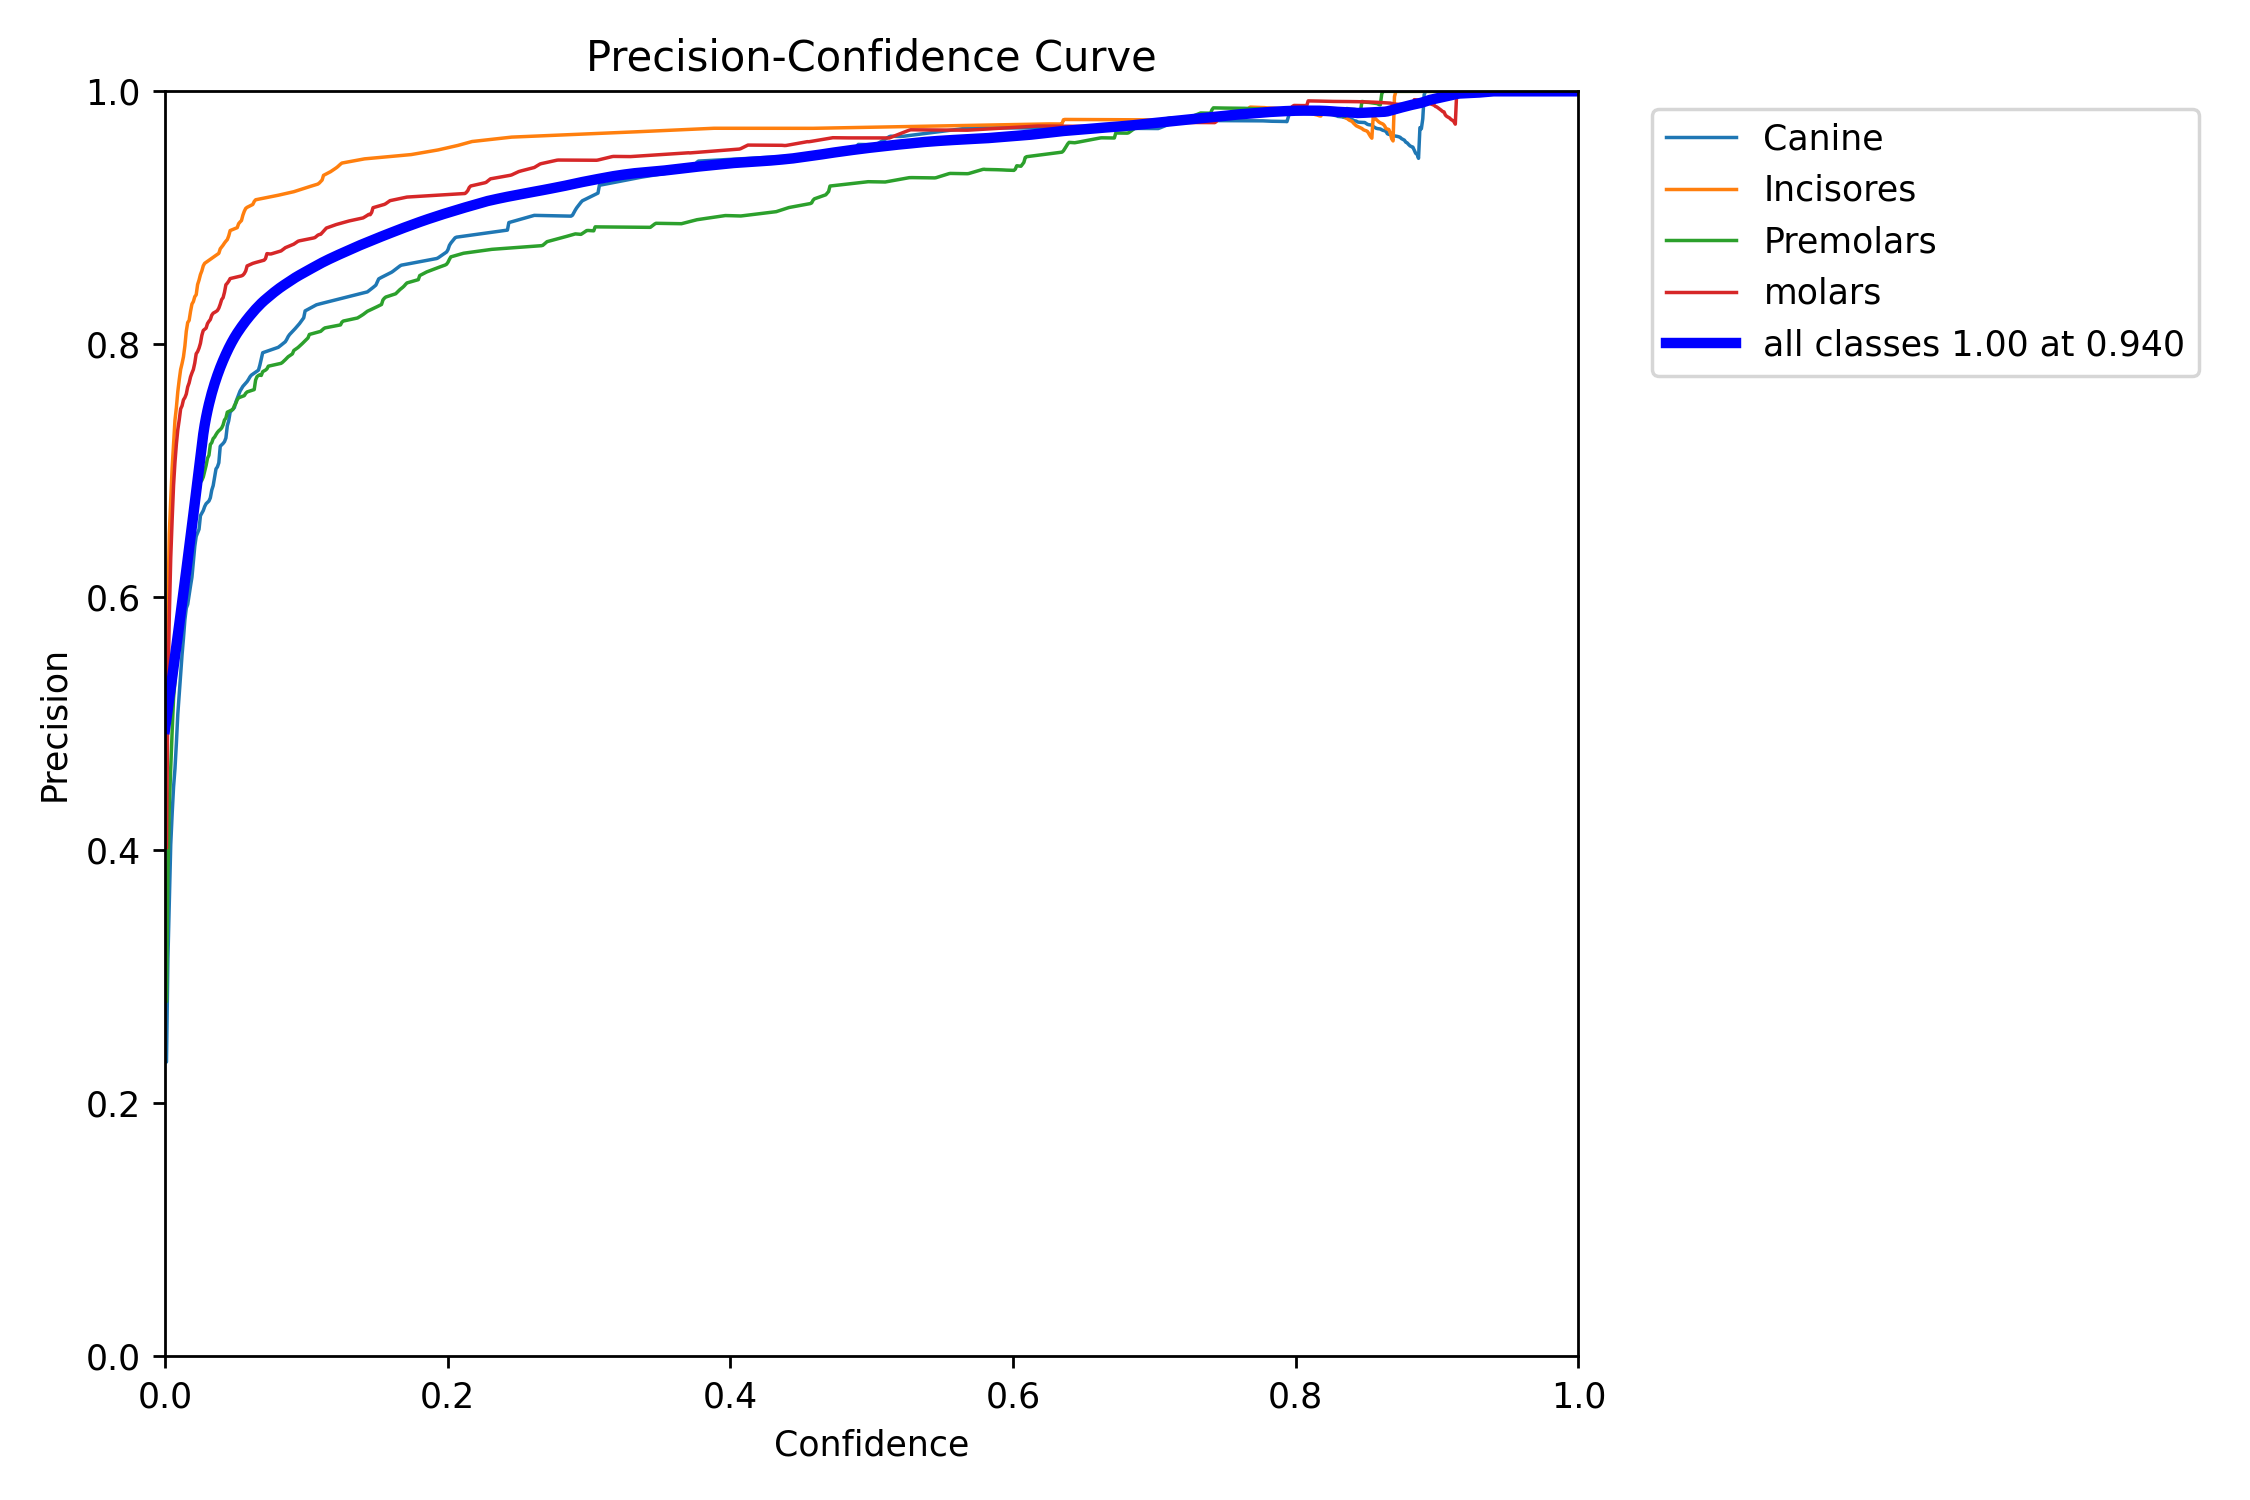 Precision-Confidence Curve
1.0
0.8
0.6
0.4
0.2
0.0
Precision
0.0 0.2 0.4 0.6 0.8 1.0
Confidence
Canine
Incisores
Premolars
molars
all classes 1.00 at 0.940